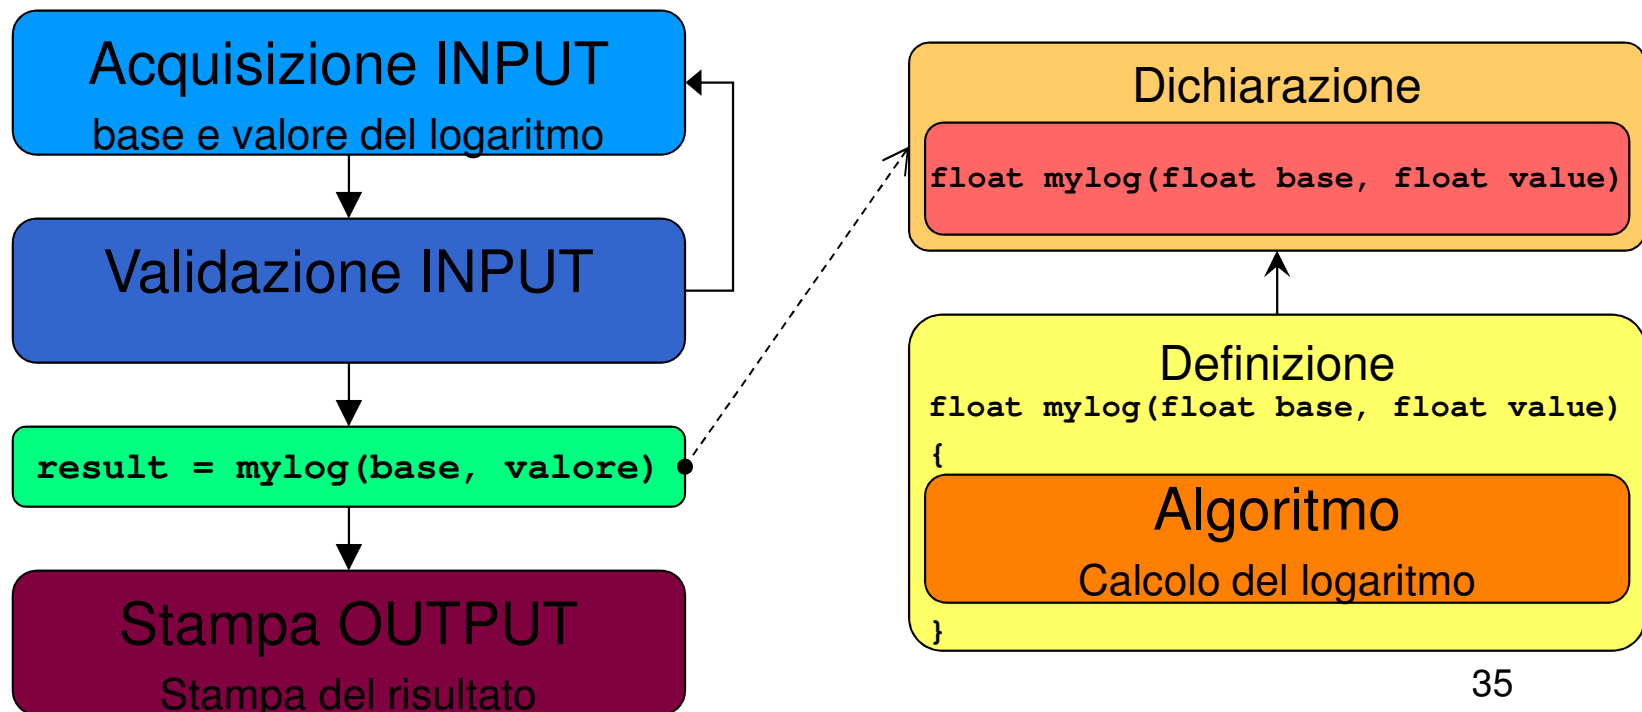 Acquisizione INPUT
base e valore del logaritmo
Validazione INPUT
result = mylog(base, valore)
Stampa OUTPUT
Stampa del risultato
Dichiarazione
float mylog(float base, float value)
Definizione
float mylog(float base, float value)
{
Algoritmo
Calcolo del logaritmo
}
35